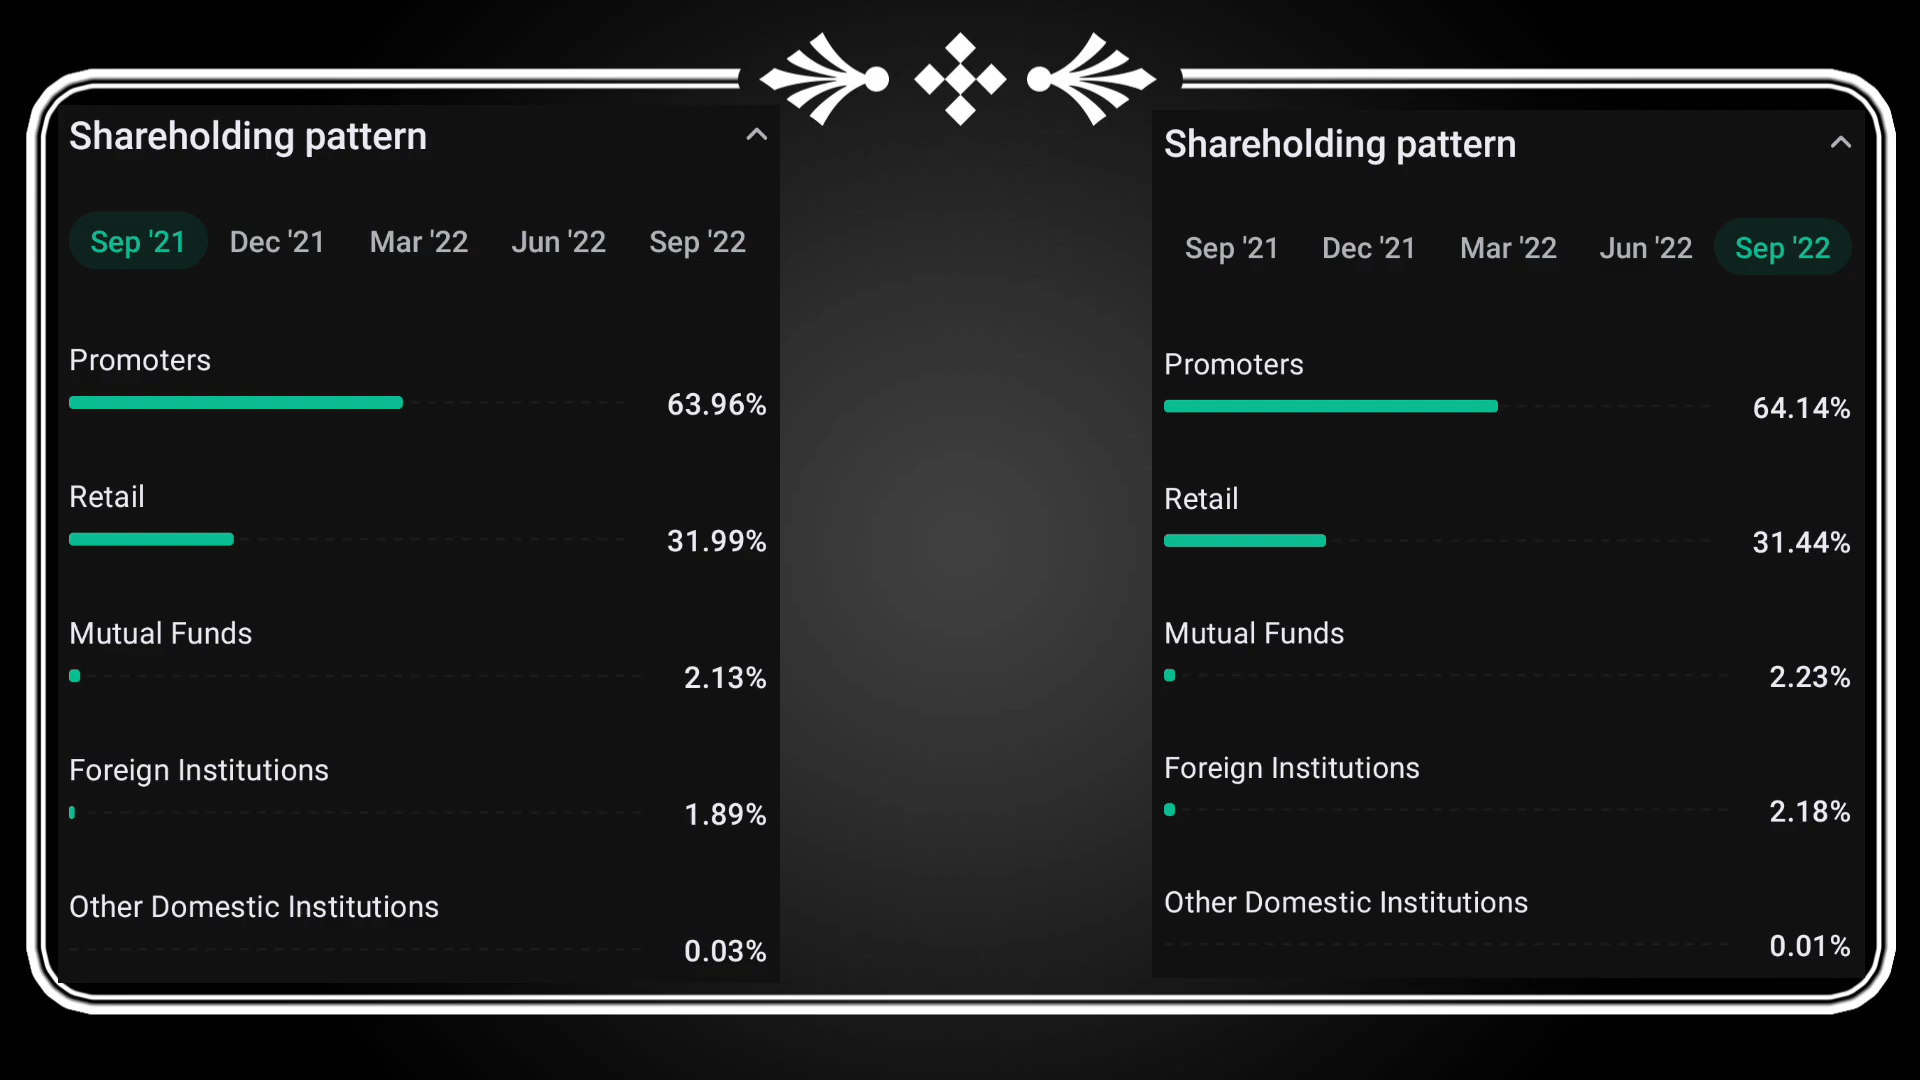 Shareholding pattern
Sep '21 Dec '21 Mar '22 Jun '22 Sep '22
Promoters
63.96%
Retail
31.99%
Mutual Funds
2.13%
Foreign Institutions
1.89%
Other Domestic Institutions
0.03%
Shareholding pattern
Sep '21 Dec '21 Mar '22 Jun '22 Sep '22
Promoters
64.14%
Retail
31.44%
Mutual Funds
2.23%
Foreign Institutions
2.18%
Other Domestic Institutions
0.01%